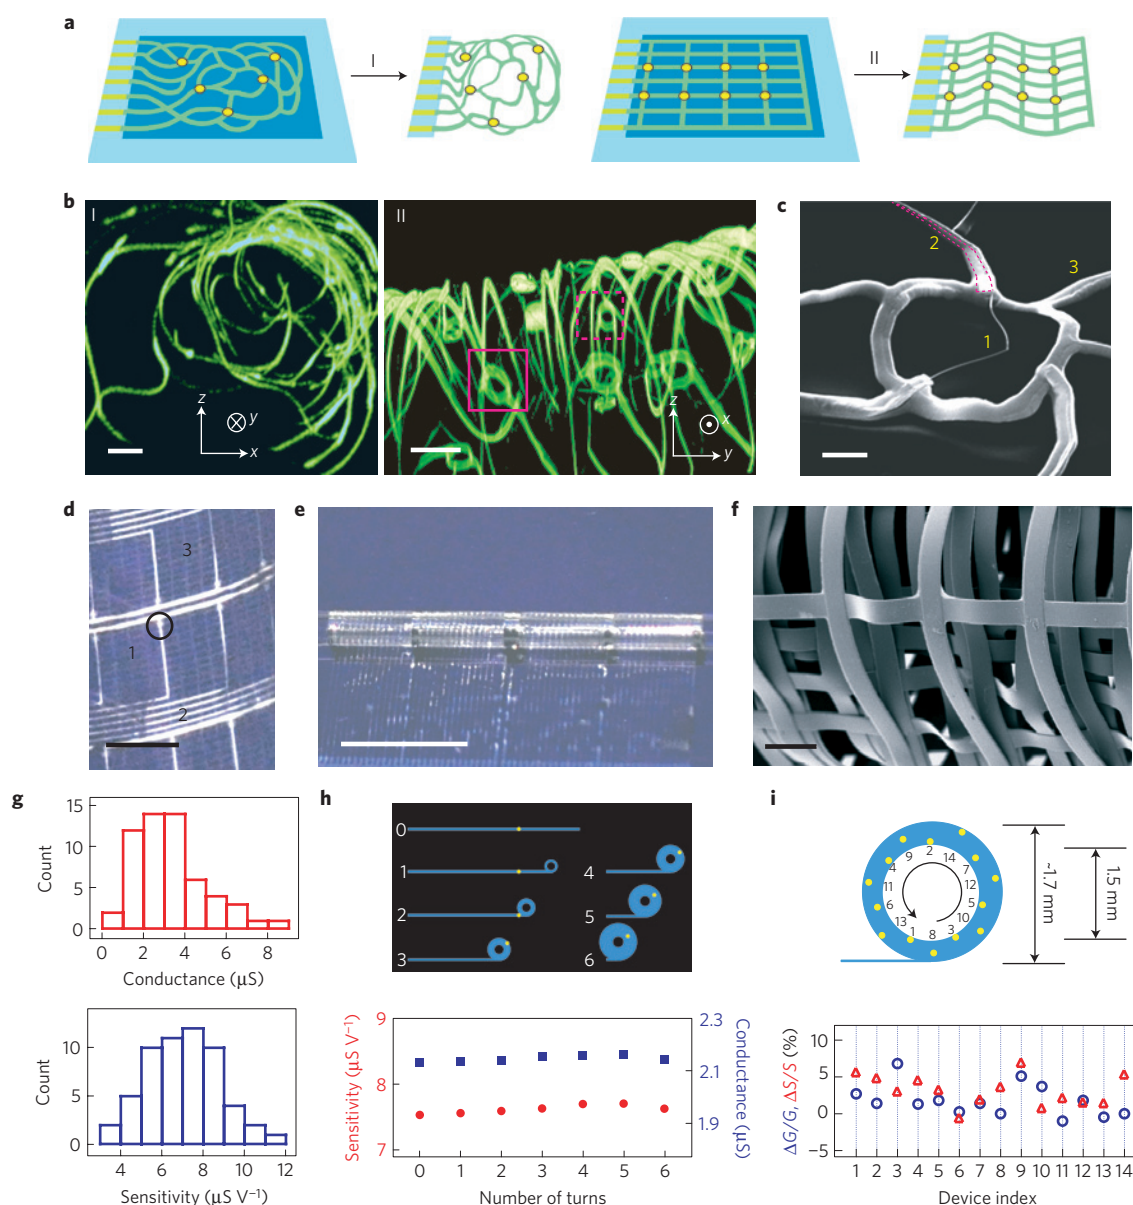 a
I
II
b
I
z
y
x
II
z
x
y
c
2
3
1
d
3
1
2
e
f
g
15
10
5
0
Count
0 2 4 6 8
Conductance (μS)
10
5
0
Count
4 6 8 10 12
Sensitivity (μS V⁻¹)
h
0
1
2
3
4
5
6
9
8
7
Sensitivity (μS V⁻¹)
2.3
2.1
1.9
Conductance (μS)
0 1 2 3 4 5 6
Number of turns
i
2
14
7
12
5
10
3
8
1
13
6
11
4
9
~1.7 mm
1.5 mm
10
5
0
−5
ΔG/G, ΔS/S (%)
1 2 3 4 5 6 7 8 9 10 11 12 13 14
Device index